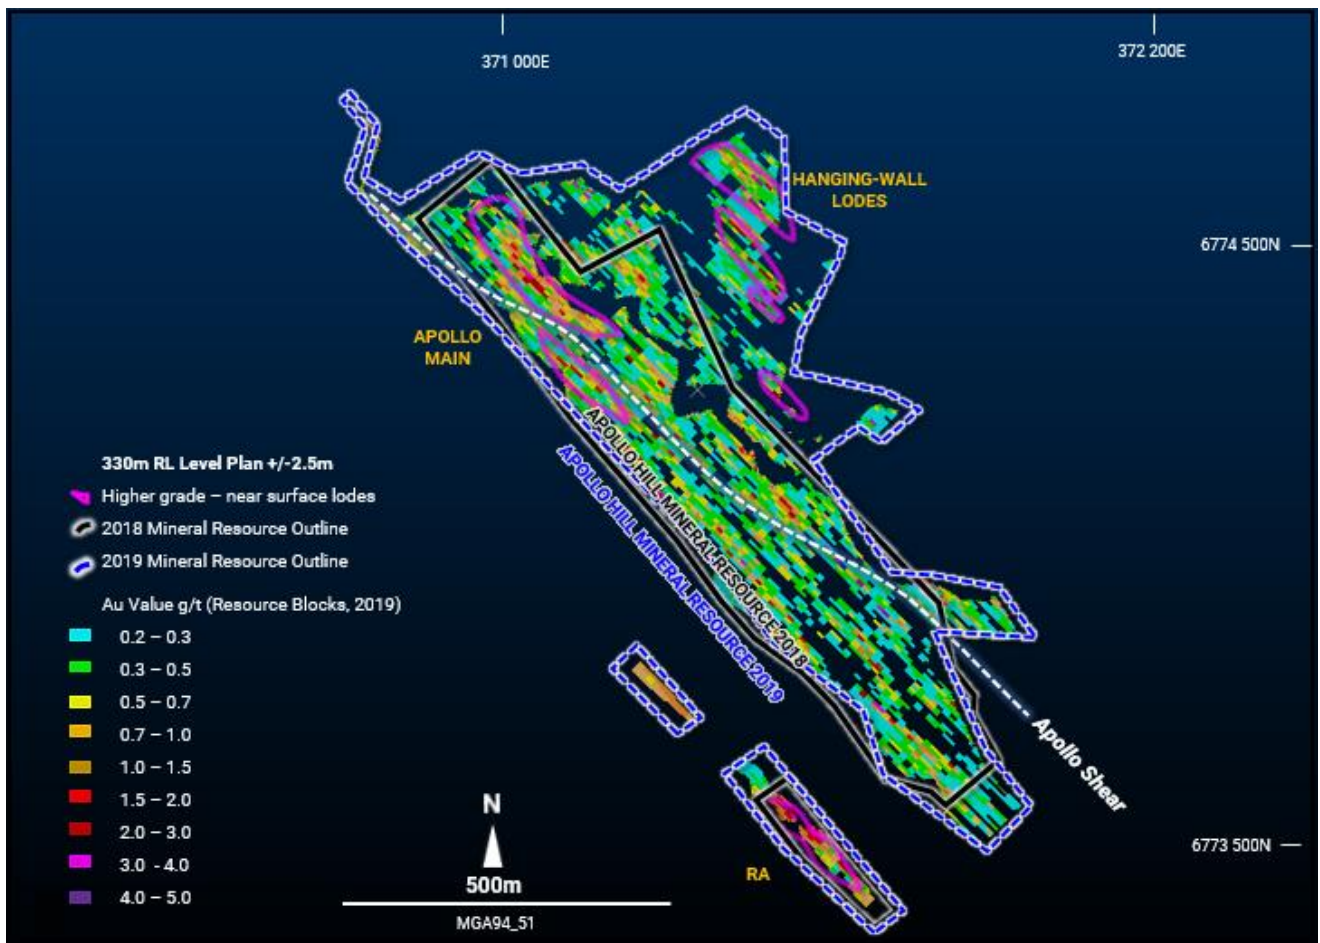 371 000E
372 200E
HANGING-WALL
LODES
6774 500N
APOLLO
MAIN
APOLLO HILL MINERAL RESOURCE 2018
APOLLO HILL MINERAL RESOURCE 2019
330m RL Level Plan +/-2.5m
Higher grade – near surface lodes
2018 Mineral Resource Outline
2019 Mineral Resource Outline
Au Value g/t (Resource Blocks, 2019)
0.2 – 0.3
0.3 – 0.5
0.5 – 0.7
0.7 – 1.0
1.0 – 1.5
1.5 – 2.0
2.0 – 3.0
3.0 - 4.0
4.0 – 5.0
Apollo Shear
N
500m
MGA94_51
RA
6773 500N